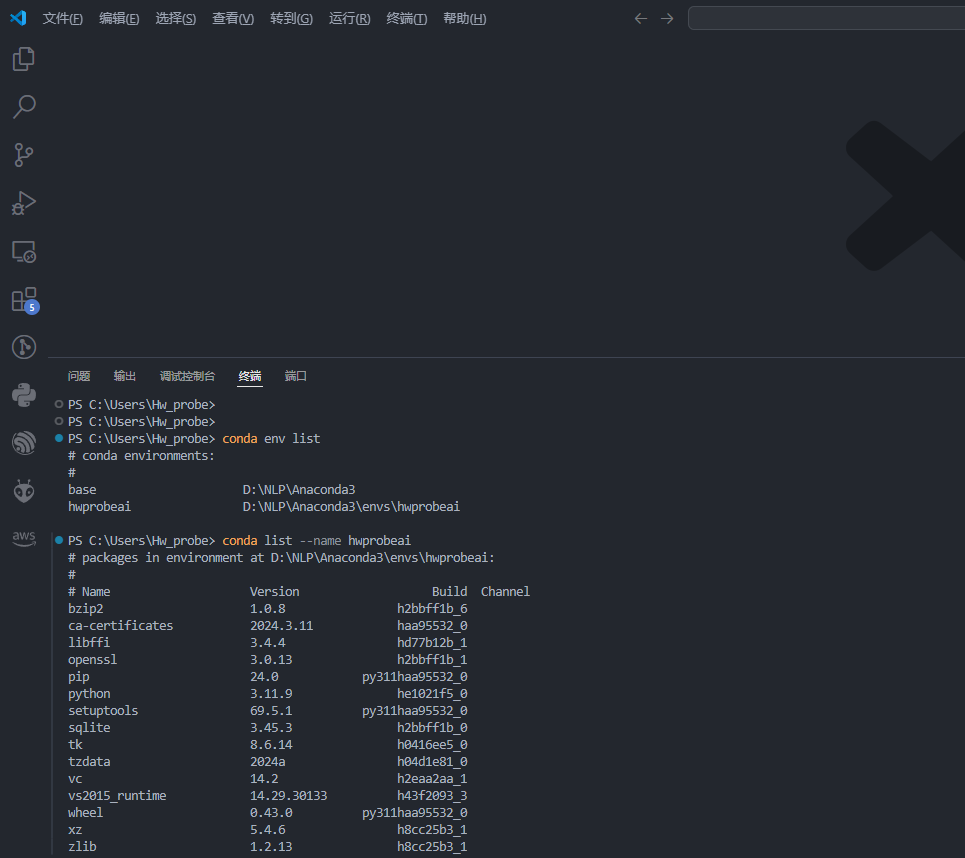 文件(F) 编辑(E) 选择(S) 查看(V) 转到(G) 运行(R) 终端(T) 帮助(H)
5
aws
问题 输出 调试控制台 终端 端口
PS C:\Users\Hw_probe>
PS C:\Users\Hw_probe>
PS C:\Users\Hw_probe> conda env list
# conda environments:
#
base D:\NLP\Anaconda3
hwprobeai D:\NLP\Anaconda3\envs\hwprobeai
PS C:\Users\Hw_probe> conda list --name hwprobeai
# packages in environment at D:\NLP\Anaconda3\envs\hwprobeai:
#
# Name Version Build Channel
bzip2 1.0.8 h2bbff1b_6
ca-certificates 2024.3.11 haa95532_0
libffi 3.4.4 hd77b12b_1
openssl 3.0.13 h2bbff1b_1
pip 24.0 py311haa95532_0
python 3.11.9 he1021f5_0
setuptools 69.5.1 py311haa95532_0
sqlite 3.45.3 h2bbff1b_0
tk 8.6.14 h0416ee5_0
tzdata 2024a h04d1e81_0
vc 14.2 h2eaa2aa_1
vs2015_runtime 14.29.30133 h43f2093_3
wheel 0.43.0 py311haa95532_0
xz 5.4.6 h8cc25b3_1
zlib 1.2.13 h8cc25b3_1